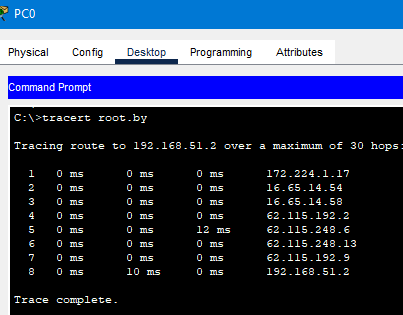 PC0
Physical Config Desktop Programming Attributes
Command Prompt
C:\>tracert root.by
Tracing route to 192.168.51.2 over a maximum of 30 hops:
1 0 ms 0 ms 0 ms 172.224.1.17
2 0 ms 0 ms 0 ms 16.65.14.54
3 0 ms 0 ms 0 ms 16.65.14.58
4 0 ms 0 ms 0 ms 62.115.192.2
5 0 ms 0 ms 12 ms 62.115.248.6
6 0 ms 0 ms 0 ms 62.115.248.13
7 0 ms 0 ms 0 ms 62.115.192.9
8 0 ms 10 ms 0 ms 192.168.51.2
Trace complete.